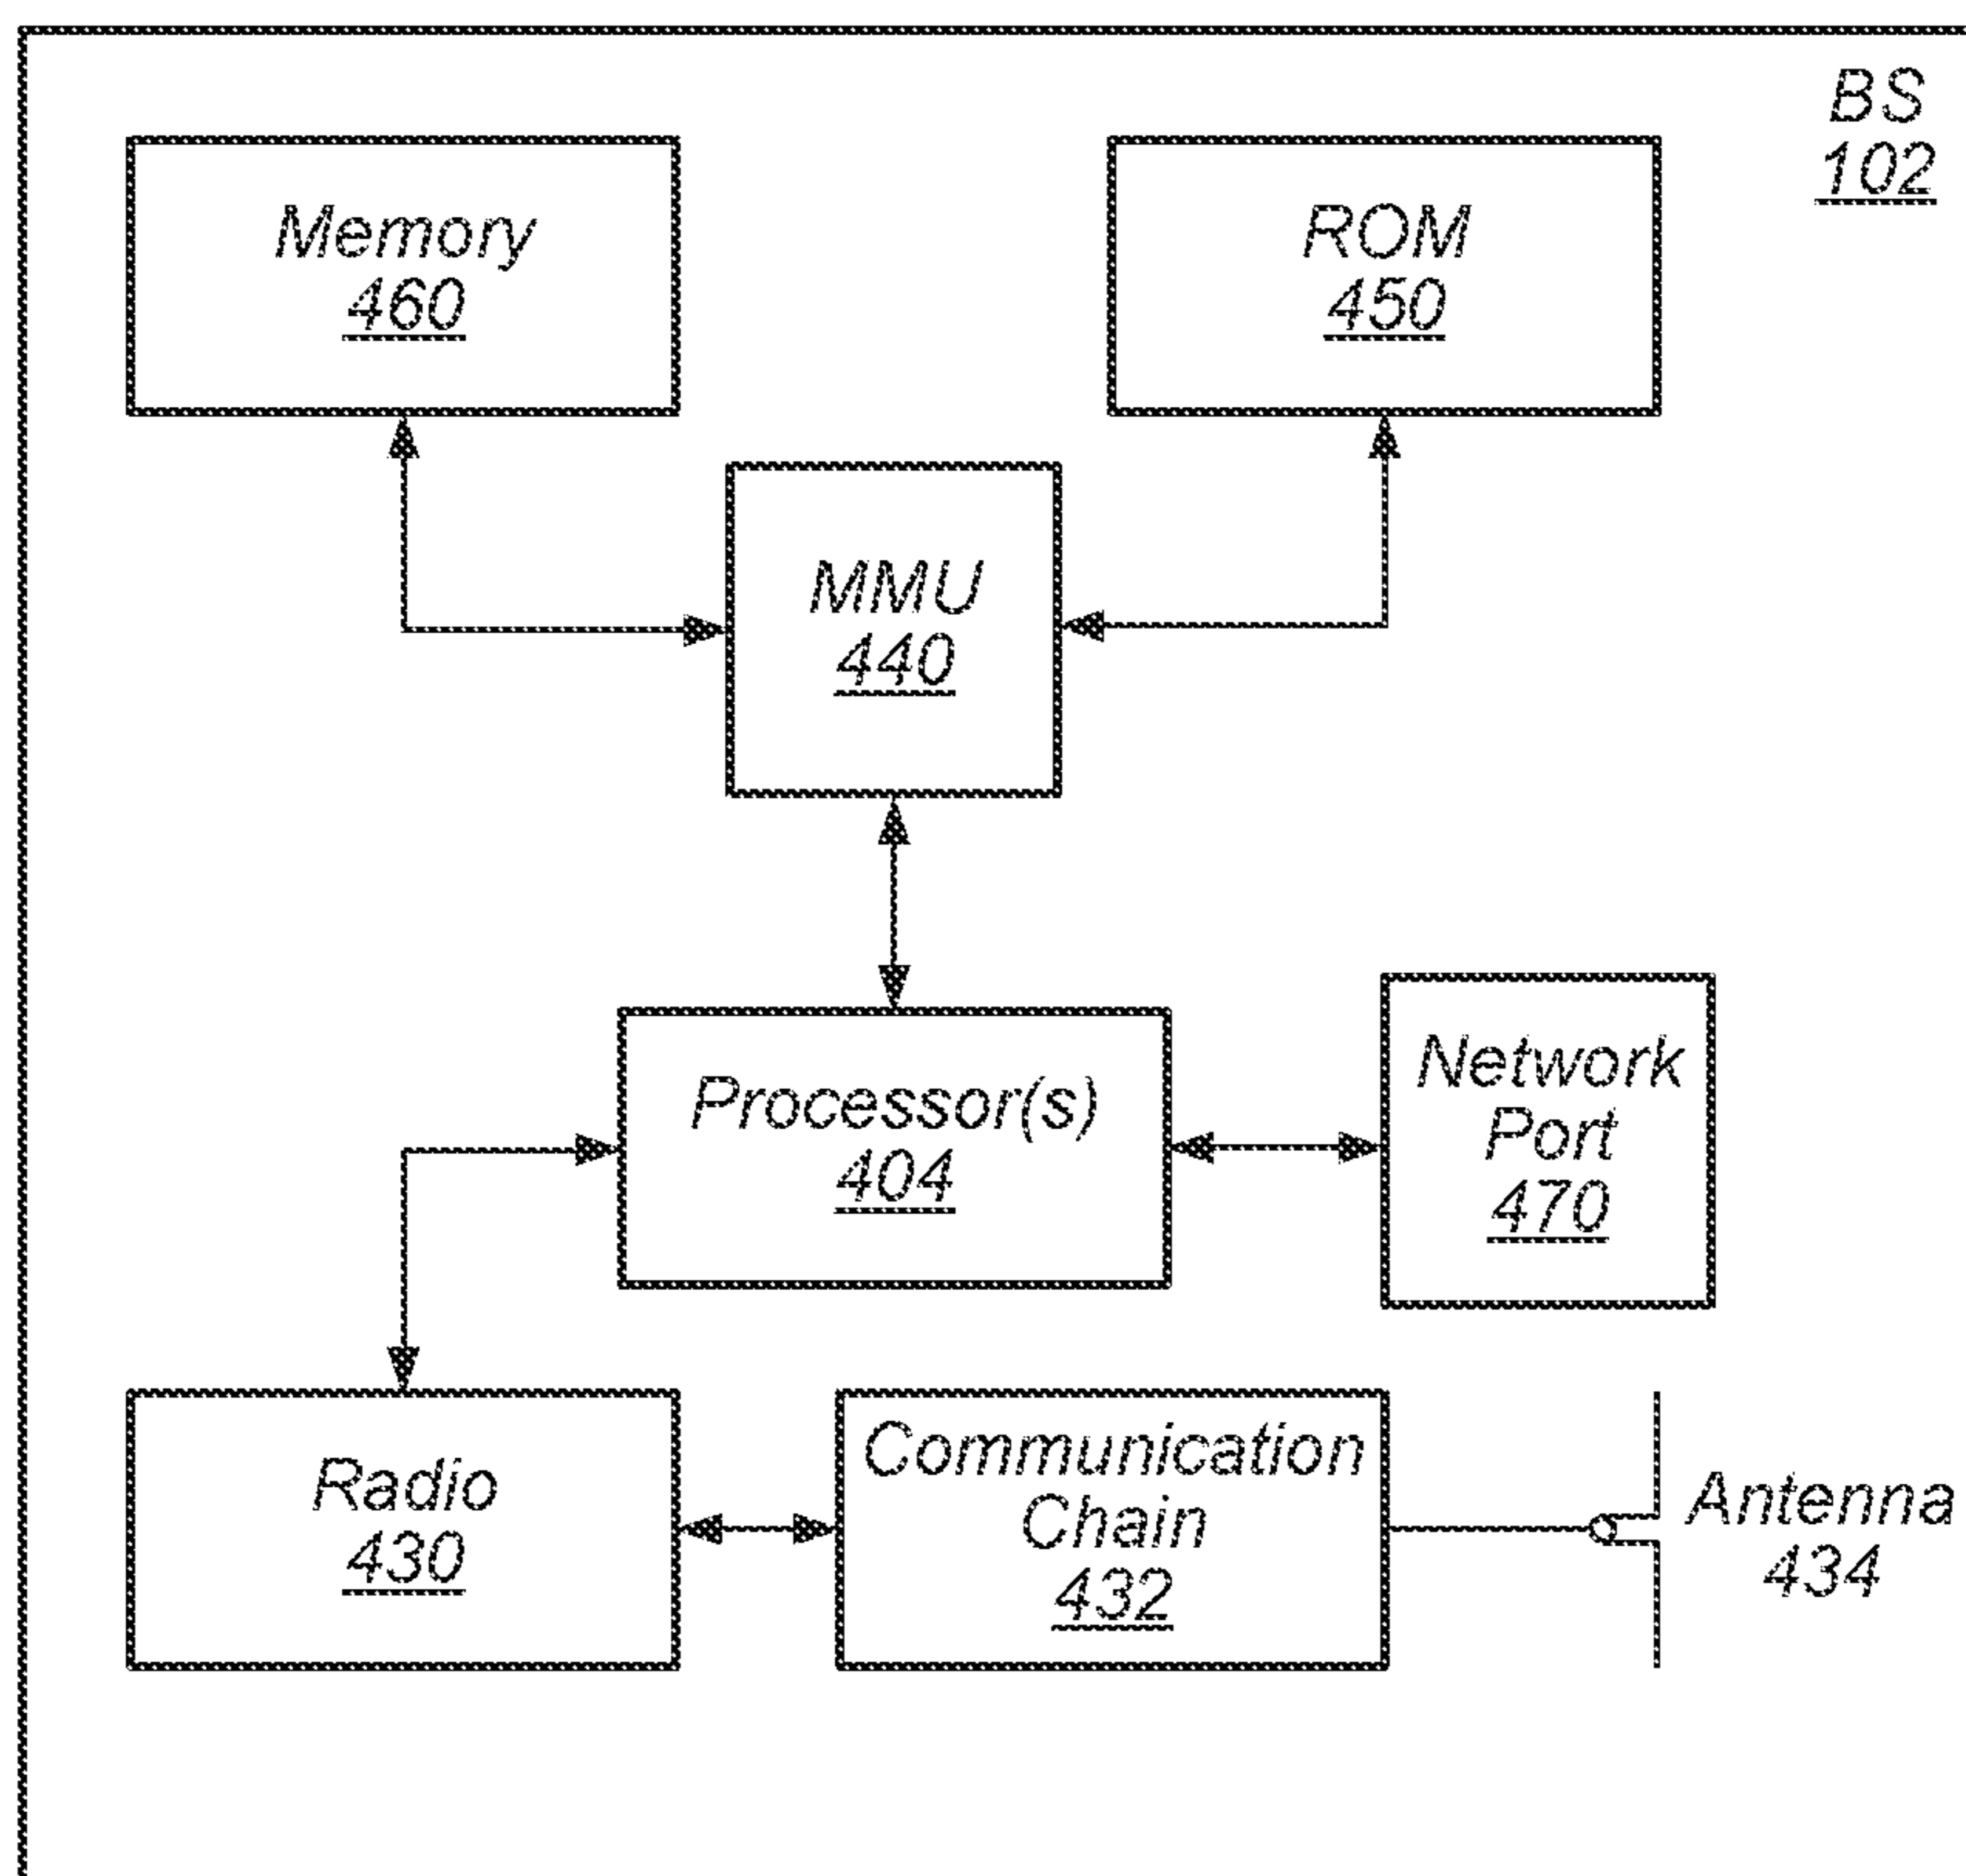 BS
102
Memory
460
ROM
450
MMU
440
Processor(s)
404
Network
Port
470
Radio
430
Communication
Chain
432
Antenna
434